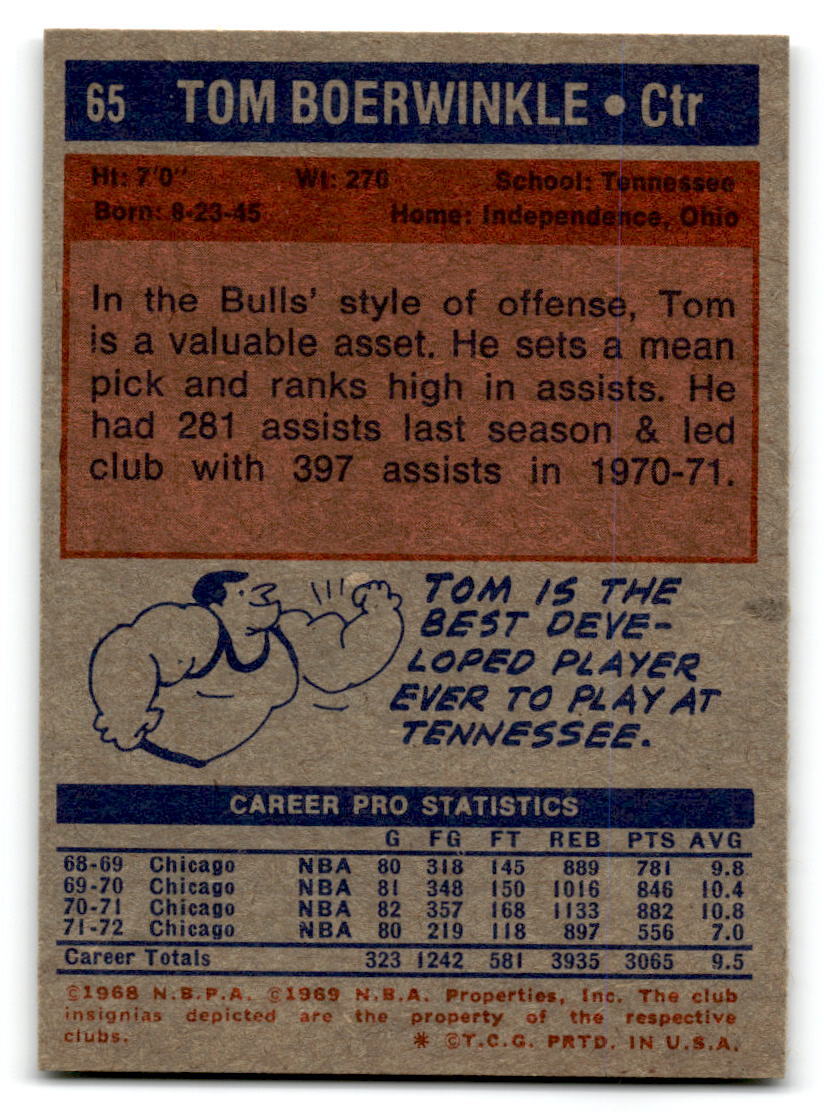 65 TOM BOERWINKLE • Ctr
Ht: 7'0" Wt: 270 School: Tennessee
Born: 8-23-45 Home: Independence, Ohio
In the Bulls' style of offense, Tom
is a valuable asset. He sets a mean
pick and ranks high in assists. He
had 281 assists last season & led
club with 397 assists in 1970-71.
TOM IS THE
BEST DEVE-
LOPED PLAYER
EVER TO PLAY AT
TENNESSEE.
CAREER PRO STATISTICS
G FG FT REB PTS AVG
68-69 Chicago NBA 80 318 145 889 781 9.8
69-70 Chicago NBA 81 348 150 1016 846 10.4
70-71 Chicago NBA 82 357 168 1133 882 10.8
71-72 Chicago NBA 80 219 118 897 556 7.0
Career Totals 323 1242 581 3935 3065 9.5
©1968 N.B.P.A. ©1969 N.B.A. Properties, Inc. The club
insignias depicted are the property of the respective
clubs. * ©T.C.G. PRTD. IN U.S.A.